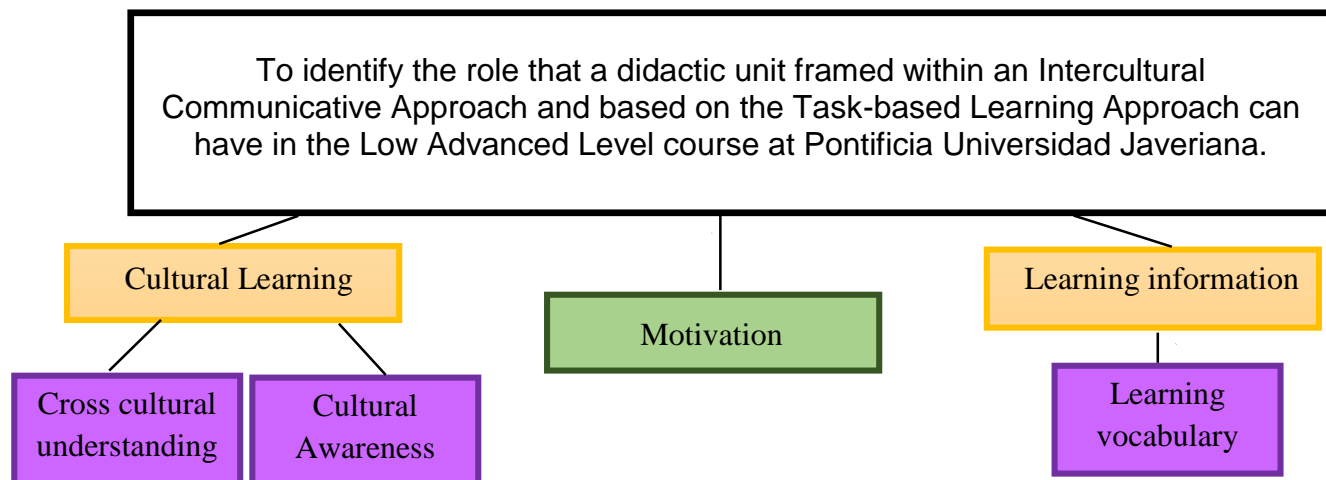 To identify the role that a didactic unit framed within an Intercultural
Communicative Approach and based on the Task-based Learning Approach can
have in the Low Advanced Level course at Pontificia Universidad Javeriana.
Cultural Learning
Motivation
Learning information
Cross cultural
understanding
Cultural
Awareness
Learning
vocabulary